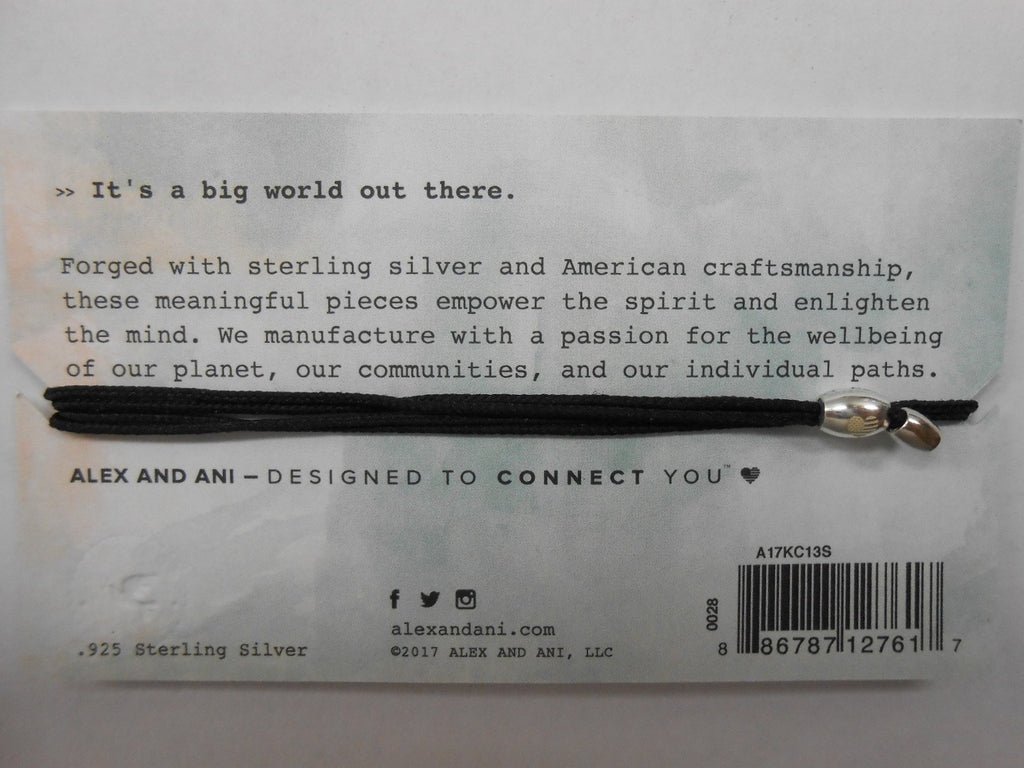 >> It's a big world out there.
Forged with sterling silver and American craftsmanship,
these meaningful pieces empower the spirit and enlighten
the mind. We manufacture with a passion for the wellbeing
of our planet, our communities, and our individual paths.
ALEX AND ANI — DESIGNED TO CONNECT YOU™
A17KC13S
0028
8 86787 12761 7
alexandani.com
.925 Sterling Silver
©2017 ALEX AND ANI, LLC